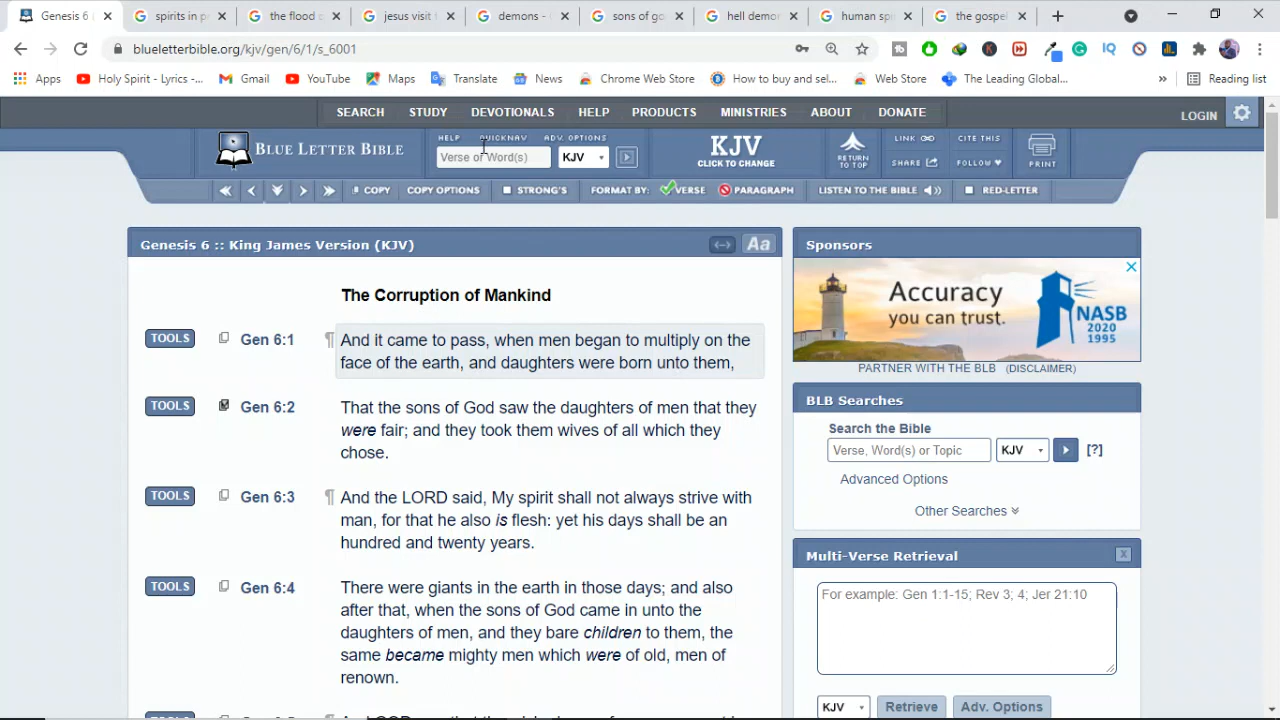 Genesis 6
spirits in p
the flood o
jesus visit t
demons - G
sons of go
hell demo
human spi
the gospel
blueletterbible.org/kjv/gen/6/1/s_6001
Apps Holy Spirit - Lyrics -... Gmail YouTube Maps Translate News Chrome Web Store How to buy and sel... Web Store The Leading Global... » Reading list
SEARCH STUDY DEVOTIONALS HELP PRODUCTS MINISTRIES ABOUT DONATE
LOGIN
BLUE LETTER BIBLE
HELP QUICKNAV ADV. OPTIONS
Verse or Word(s) KJV
KJV
CLICK TO CHANGE
RETURN
TO TOP
LINK CITE THIS
SHARE FOLLOW
PRINT
COPY COPY OPTIONS STRONG'S FORMAT BY: VERSE PARAGRAPH LISTEN TO THE BIBLE RED-LETTER
Genesis 6 :: King James Version (KJV)
Aa
The Corruption of Mankind
TOOLS Gen 6:1 ¶ And it came to pass, when men began to multiply on the
face of the earth, and daughters were born unto them,
TOOLS Gen 6:2 That the sons of God saw the daughters of men that they
were fair; and they took them wives of all which they
chose.
TOOLS Gen 6:3 ¶ And the LORD said, My spirit shall not always strive with
man, for that he also is flesh: yet his days shall be an
hundred and twenty years.
TOOLS Gen 6:4 There were giants in the earth in those days; and also
after that, when the sons of God came in unto the
daughters of men, and they bare children to them, the
same became mighty men which were of old, men of
renown.
Sponsors
Accuracy
you can trust.
NASB
2020
1995
PARTNER WITH THE BLB (DISCLAIMER)
BLB Searches
Search the Bible
Verse, Word(s) or Topic KJV [?]
Advanced Options
Other Searches
Multi-Verse Retrieval
X
For example: Gen 1:1-15; Rev 3; 4; Jer 21:10
KJV Retrieve Adv. Options